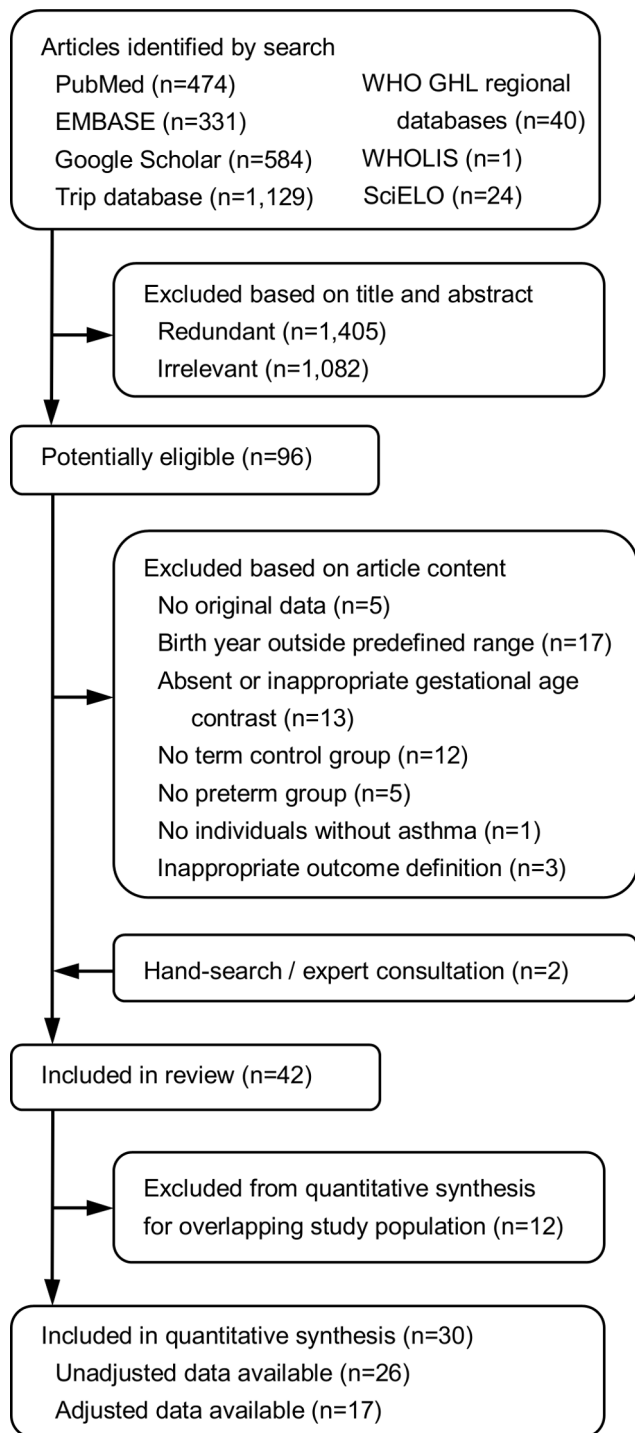 Articles identified by search
PubMed (n=474)
EMBASE (n=331)
Google Scholar (n=584)
Trip database (n=1,129)
WHO GHL regional
databases (n=40)
WHOLIS (n=1)
SciELO (n=24)
Excluded based on title and abstract
Redundant (n=1,405)
Irrelevant (n=1,082)
Potentially eligible (n=96)
Excluded based on article content
No original data (n=5)
Birth year outside predefined range (n=17)
Absent or inappropriate gestational age
contrast (n=13)
No term control group (n=12)
No preterm group (n=5)
No individuals without asthma (n=1)
Inappropriate outcome definition (n=3)
Hand-search / expert consultation (n=2)
Included in review (n=42)
Excluded from quantitative synthesis
for overlapping study population (n=12)
Included in quantitative synthesis (n=30)
Unadjusted data available (n=26)
Adjusted data available (n=17)